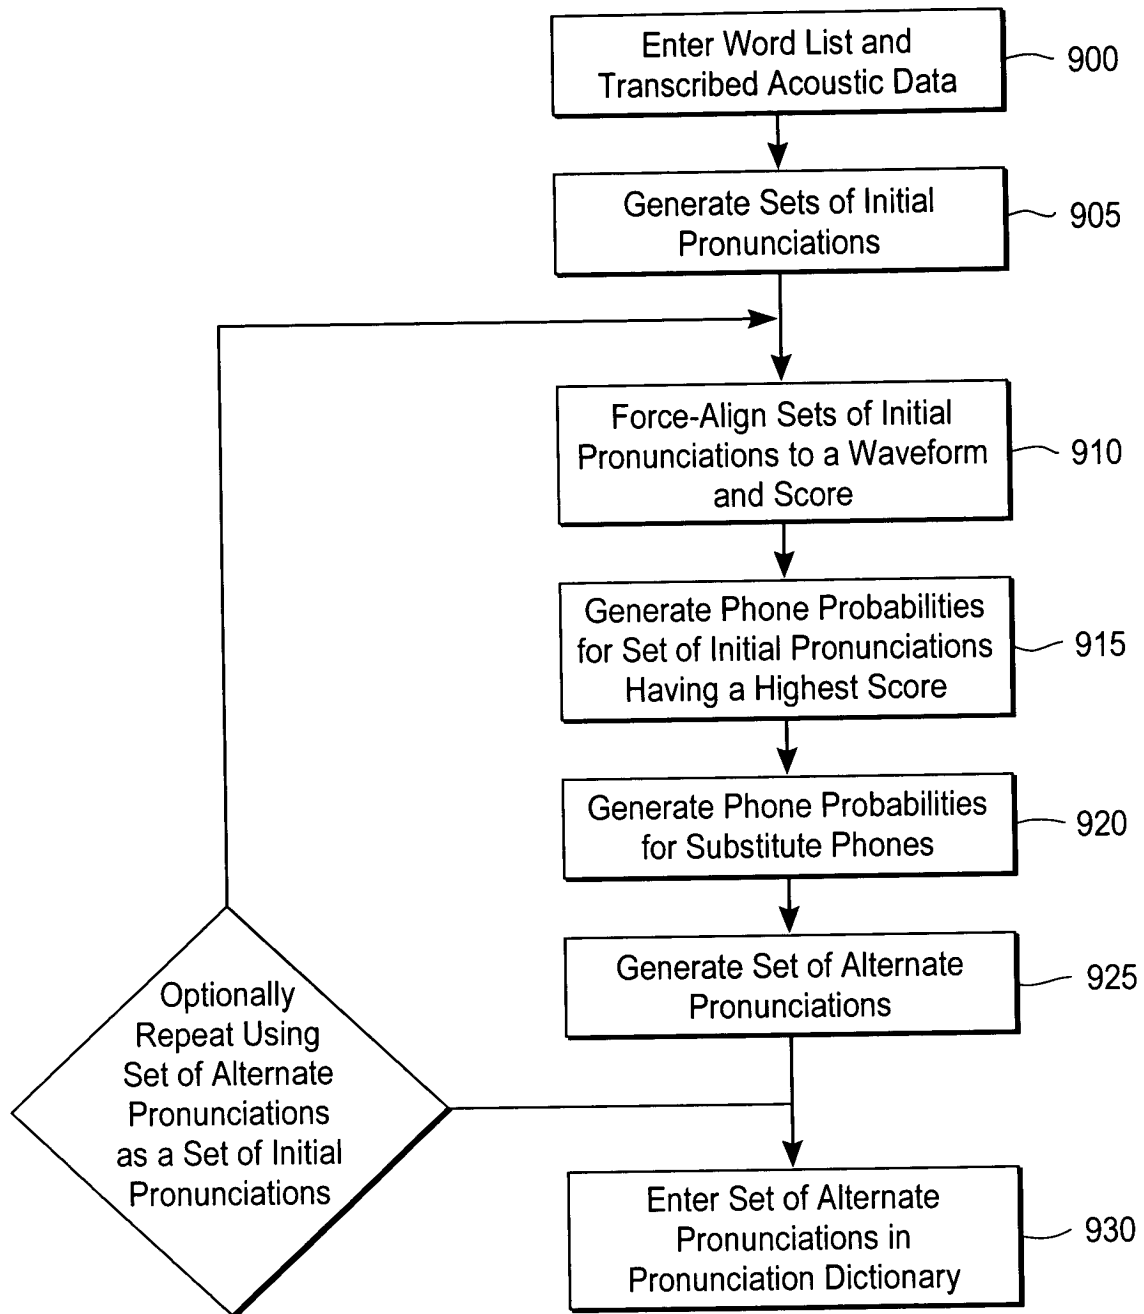 Enter Word List and
Transcribed Acoustic Data
900
Generate Sets of Initial
Pronunciations
905
Force-Align Sets of Initial
Pronunciations to a Waveform
and Score
910
Generate Phone Probabilities
for Set of Initial Pronunciations
Having a Highest Score
915
Generate Phone Probabilities
for Substitute Phones
920
Generate Set of Alternate
Pronunciations
925
Optionally
Repeat Using
Set of Alternate
Pronunciations
as a Set of Initial
Pronunciations
Enter Set of Alternate
Pronunciations in
Pronunciation Dictionary
930